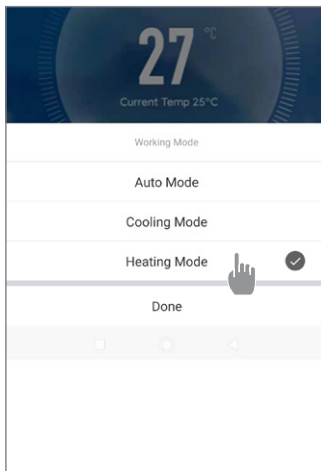 27 °C
Current Temp 25°C
Working Mode
Auto Mode
Cooling Mode
Heating Mode
Done